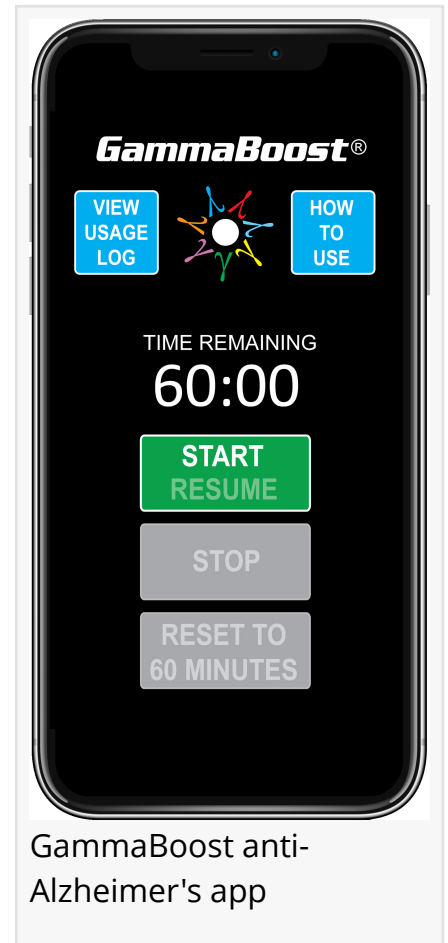 GammaBoost®
VIEW
USAGE
LOG
HOW
TO
USE
TIME REMAINING
60:00
START
RESUME
STOP
RESET TO
60 MINUTES
GammaBoost anti-
Alzheimer's app